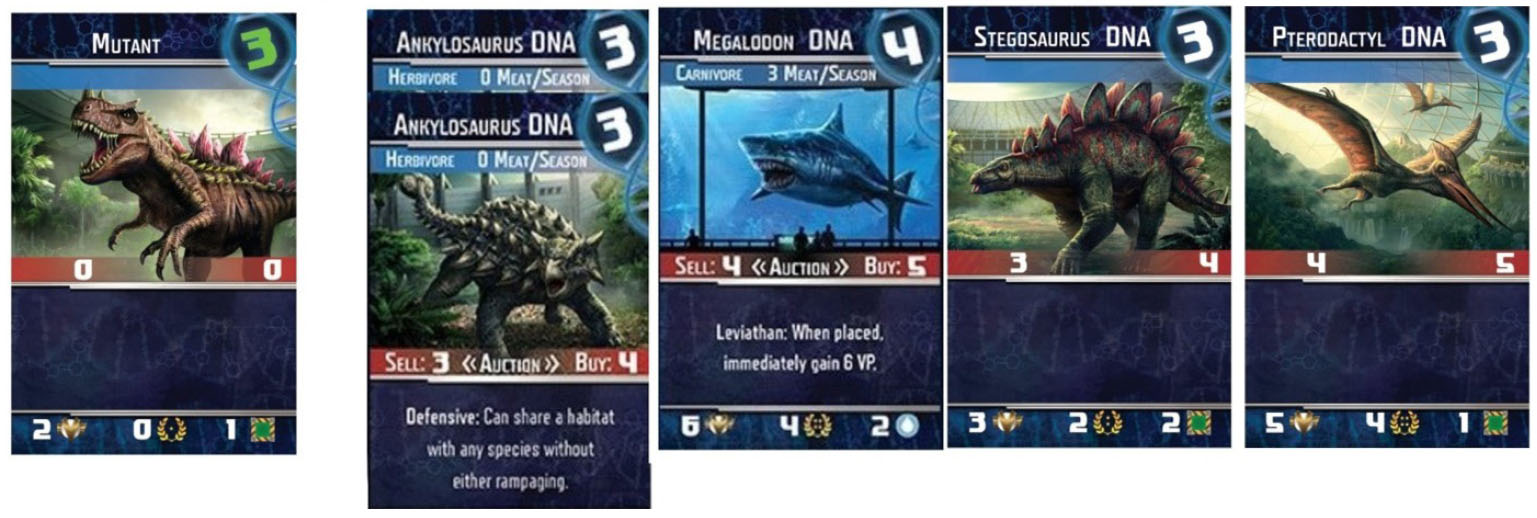 MUTANT 3
0 0
2 0 1
ANKYLOSAURUS DNA 3
HERBIVORE 0 MEAT/SEASON
ANKYLOSAURUS DNA 3
HERBIVORE 0 MEAT/SEASON
SELL: 3 «AUCTION» BUY: 4
Defensive: Can share a habitat
with any species without
either rampaging.
MEGALODON DNA 4
CARNIVORE 3 MEAT/SEASON
SELL: 4 «AUCTION» BUY: 5
Leviathan: When placed,
immediately gain 6 VP.
6 4 2
STEGOSAURUS DNA 3
3 4
3 2 2
PTERODACTYL DNA 3
4 5
5 4 1